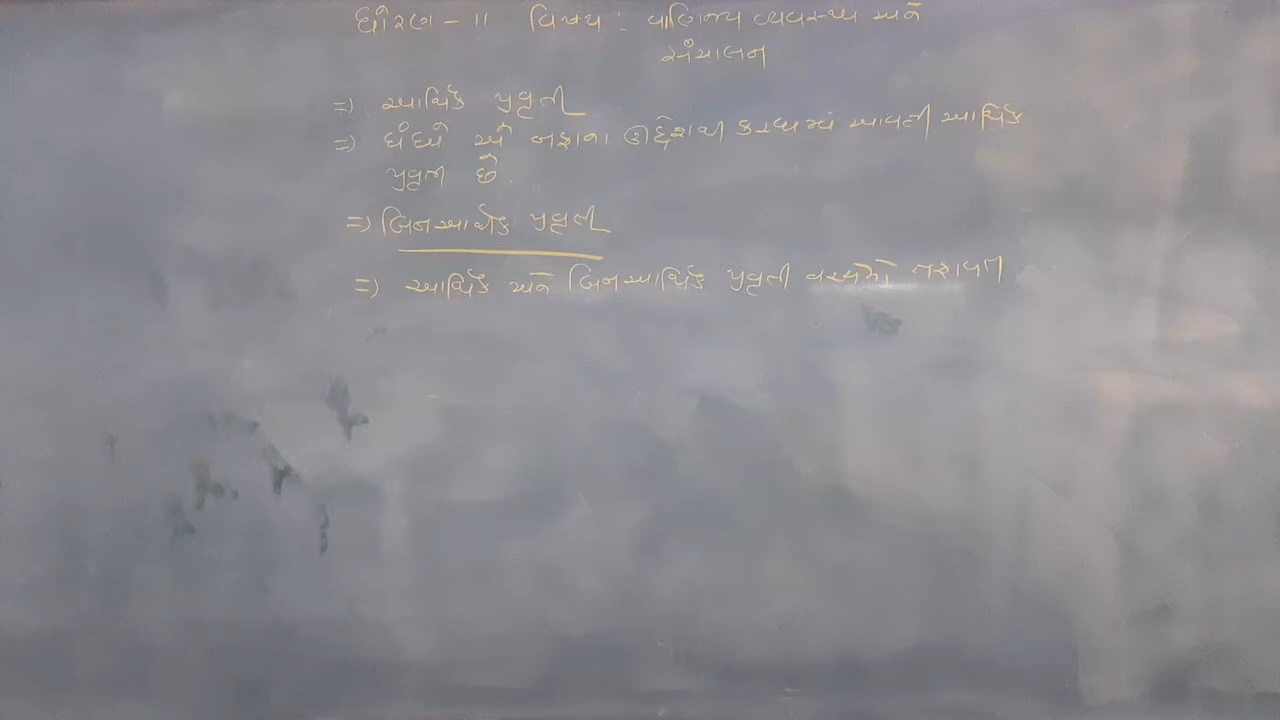 ધોરણ - 11 વિષય : વાણિજ્ય વ્યવસ્થા અને
સંચાલન
=> આર્થિક પ્રવૃતી
=> ધંધો એ નફાના ઉદ્દેશથી કરવામાં આવતી આર્થિક
પ્રવૃતી છે.
=> બિનઆર્થિક પ્રવૃતી
=> આર્થિક અને બિનઆર્થિક પ્રવૃતી વચ્ચેનો તફાવત